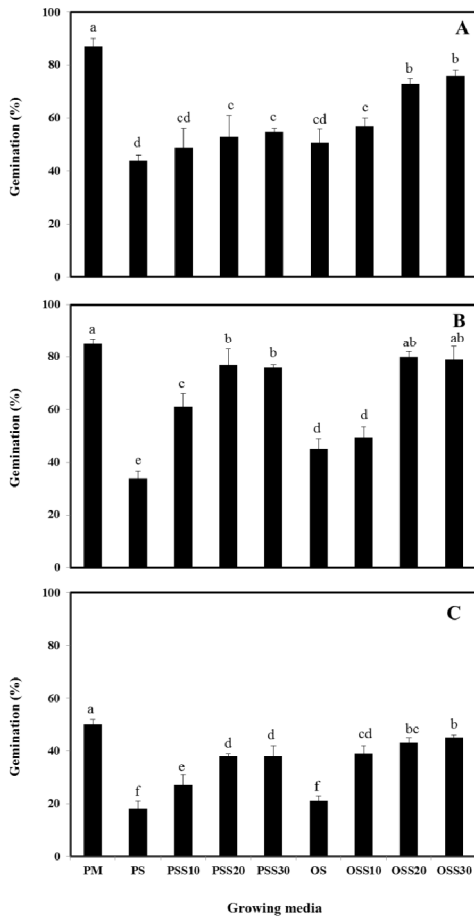 A
Gemination (%)
100
80
60
40
20
0
a
d
cd
c
c
cd
c
b
b
B
Gemination (%)
100
80
60
40
20
0
a
e
c
b
b
d
d
ab
ab
C
Gemination (%)
100
80
60
40
20
0
a
f
e
d
d
f
cd
bc
b
PM PS PSS10 PSS20 PSS30 OS OSS10 OSS20 OSS30
Growing media